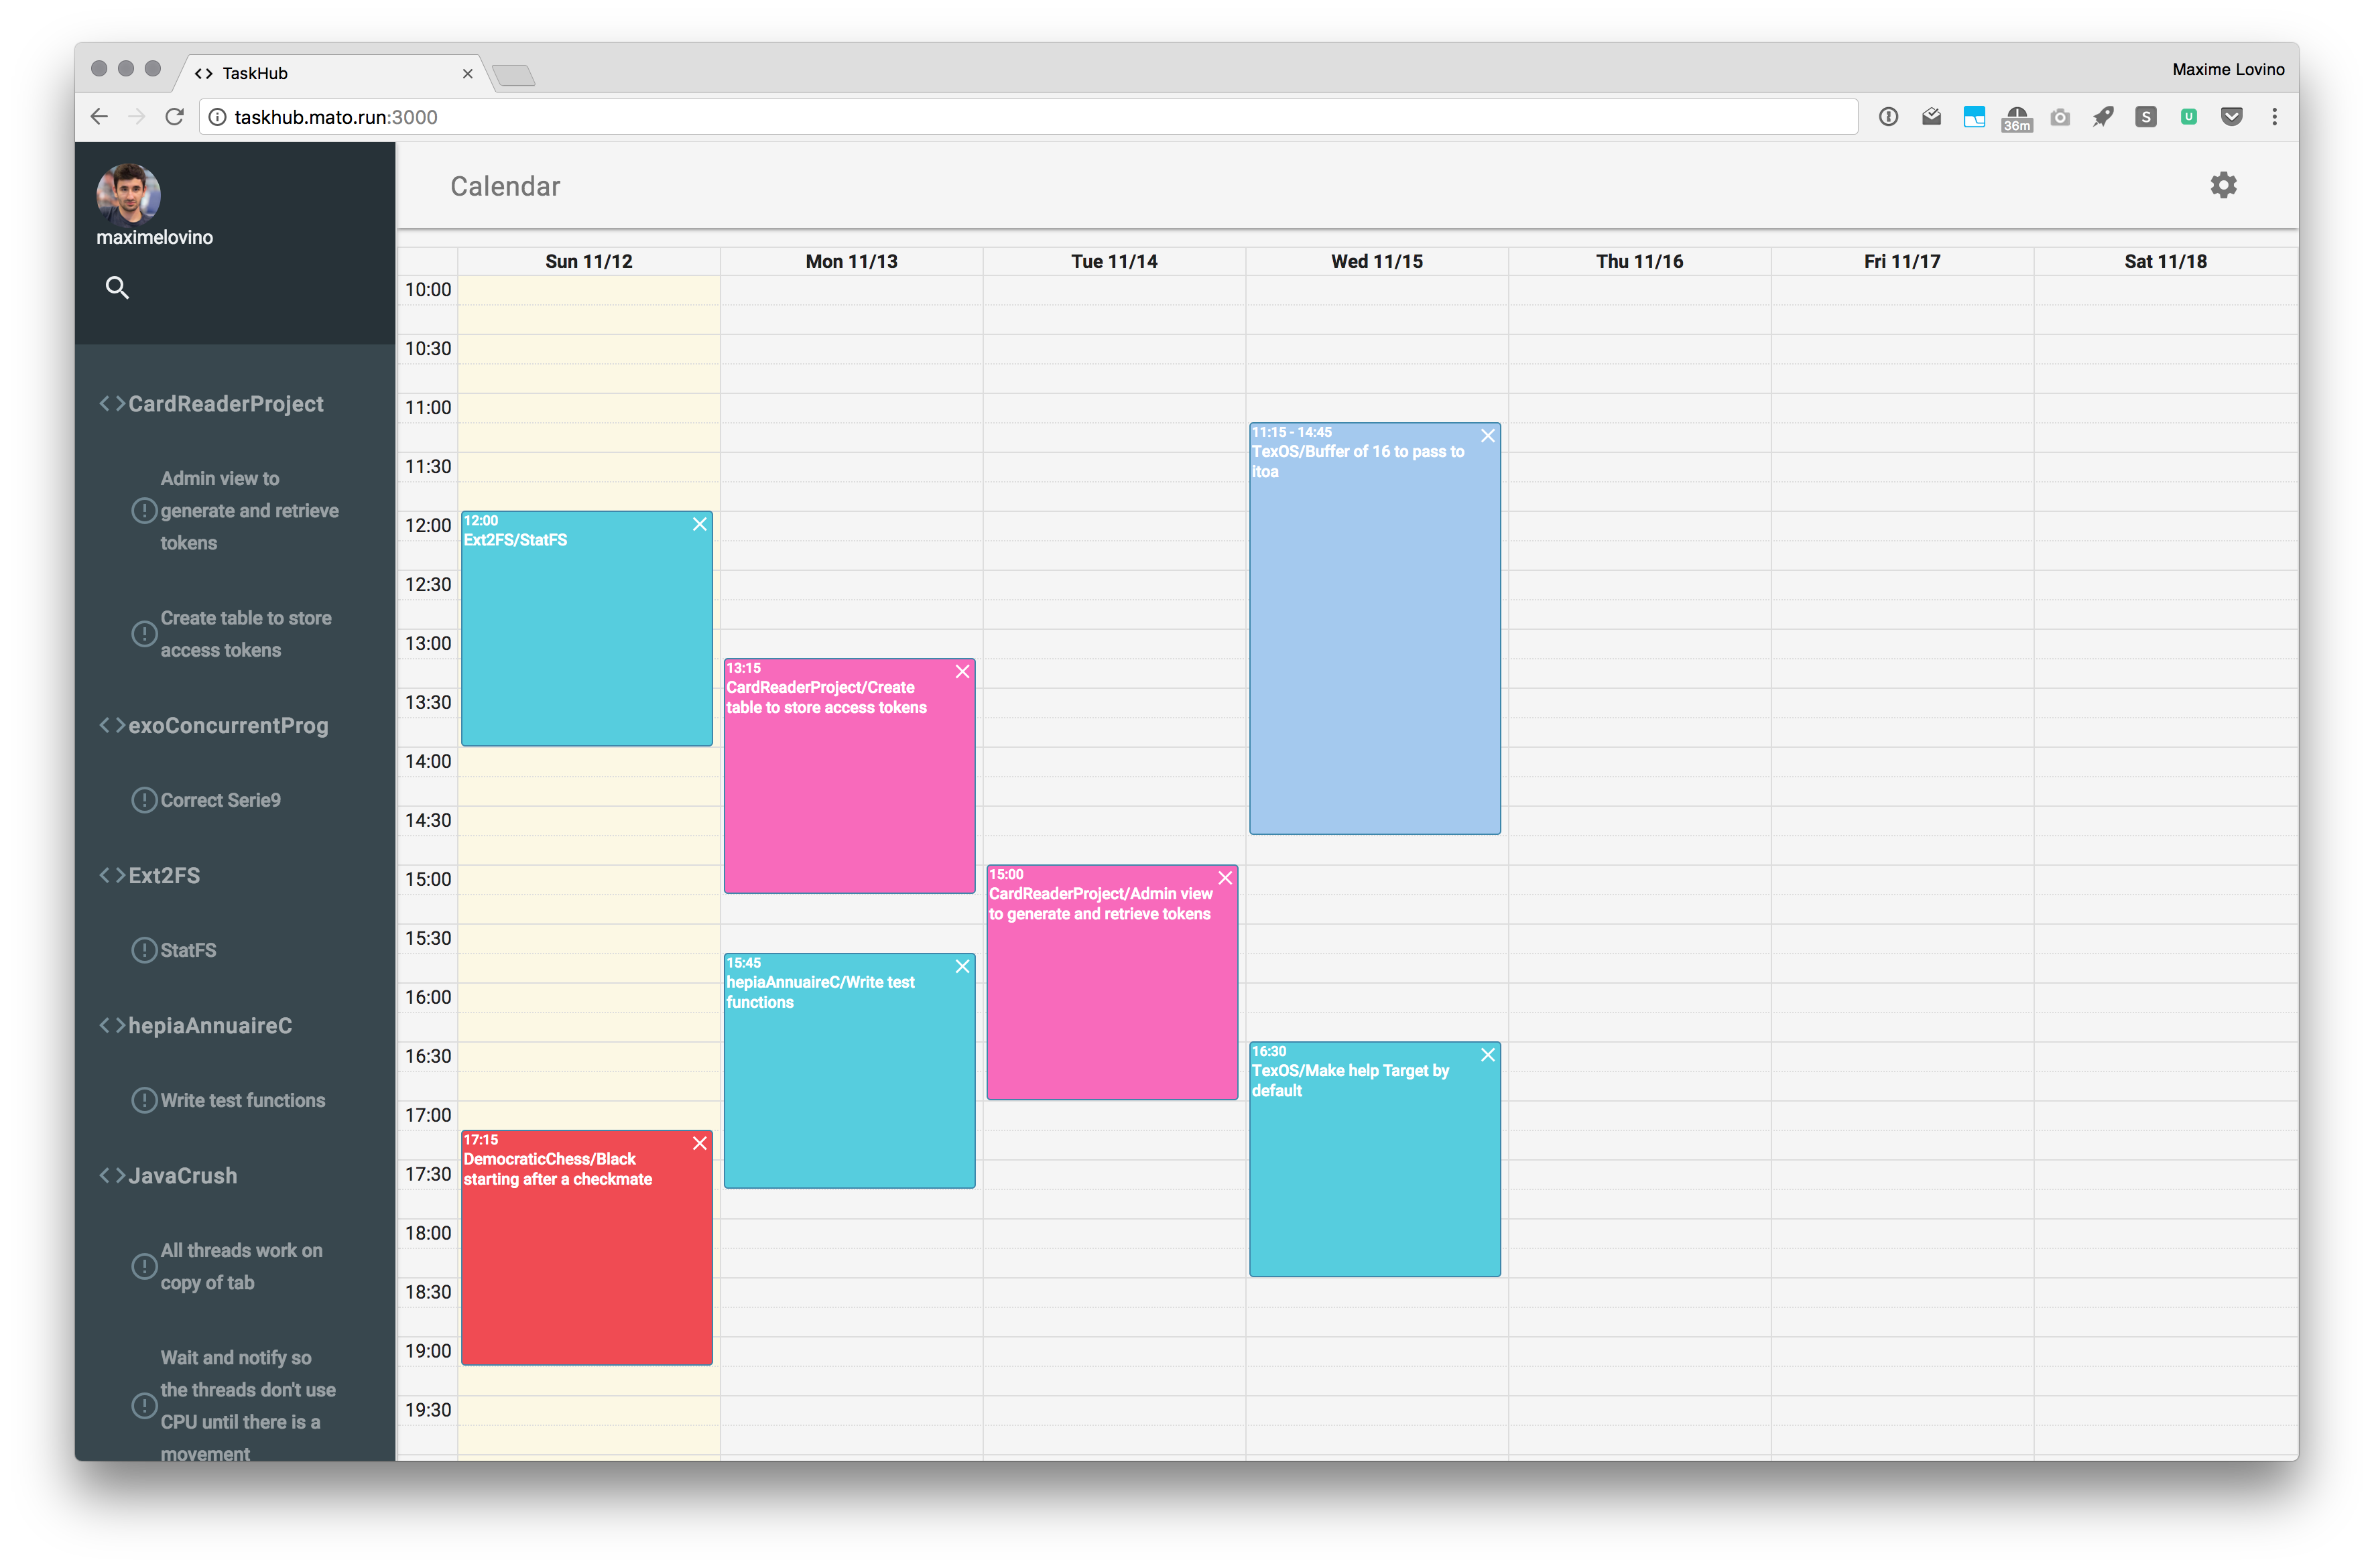 TaskHub
Maxime Lovino
taskhub.mato.run:3000
36m
S
U
maximelovino
Calendar
<> CardReaderProject
Admin view to
generate and retrieve
tokens
Create table to store
access tokens
<> exoConcurrentProg
Correct Serie9
<> Ext2FS
StatFS
<> hepiaAnnuaireC
Write test functions
<> JavaCrush
All threads work on
copy of tab
Wait and notify so
the threads don't use
CPU until there is a
movement
Sun 11/12 Mon 11/13 Tue 11/14 Wed 11/15 Thu 11/16 Fri 11/17 Sat 11/18
10:00
10:30
11:00
11:30
12:00
12:30
13:00
13:30
14:00
14:30
15:00
15:30
16:00
16:30
17:00
17:30
18:00
18:30
19:00
19:30
12:00
Ext2FS/StatFS
17:15
DemocraticChess/Black
starting after a checkmate
13:15
CardReaderProject/Create
table to store access tokens
15:45
hepiaAnnuaireC/Write test
functions
15:00
CardReaderProject/Admin view
to generate and retrieve tokens
11:15 - 14:45
TexOS/Buffer of 16 to pass to
itoa
16:30
TexOS/Make help Target by
default